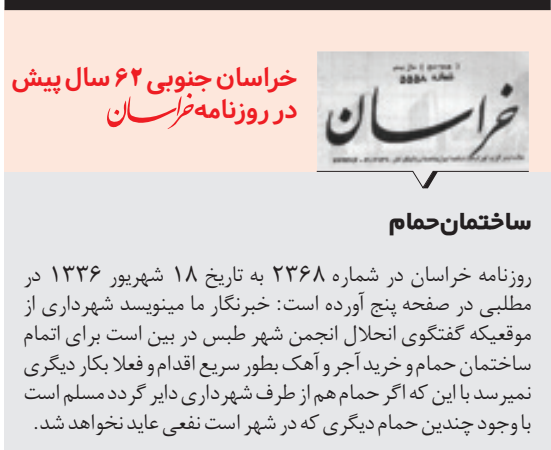 خراسان جنوبی ۶۲ سال پیش
در روزنامه خراسان
خراسان
ساختمان حمام
روزنامه خراسان در شماره ۲۳۶۸ به تاریخ ۱۸ شهریور ۱۳۳۶ در
مطلبی در صفحه پنج آورده است: خبرنگار ما مینویسد شهرداری از
موقعیکه گفتگوی انحلال انجمن شهر طبس در بین است برای اتمام
ساختمان حمام و خرید آجر و آهک بطور سریع اقدام و فعلا بکار دیگری
نمیرسد با این که اگر حمام هم از طرف شهرداری دایر گردد مسلم است
با وجود چندین حمام دیگری که در شهر است نفعی عاید نخواهد شد.